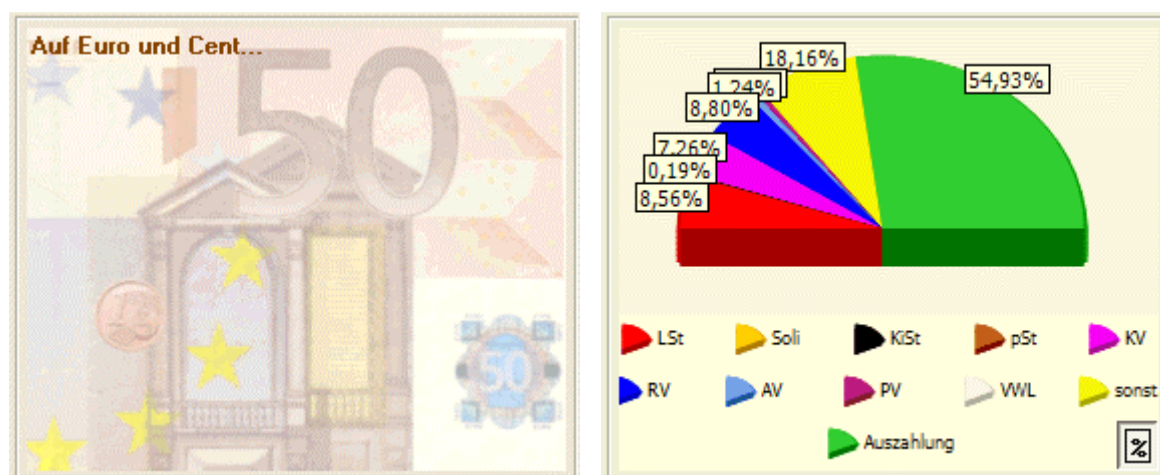 Auf Euro und Cent...
50
50
18,16%
54,93%
1,24%
8,80%
7,26%
0,19%
8,56%
LSt
Soli
KiSt
pSt
KV
RV
AV
PV
VWL
sonst
Auszahlung
%